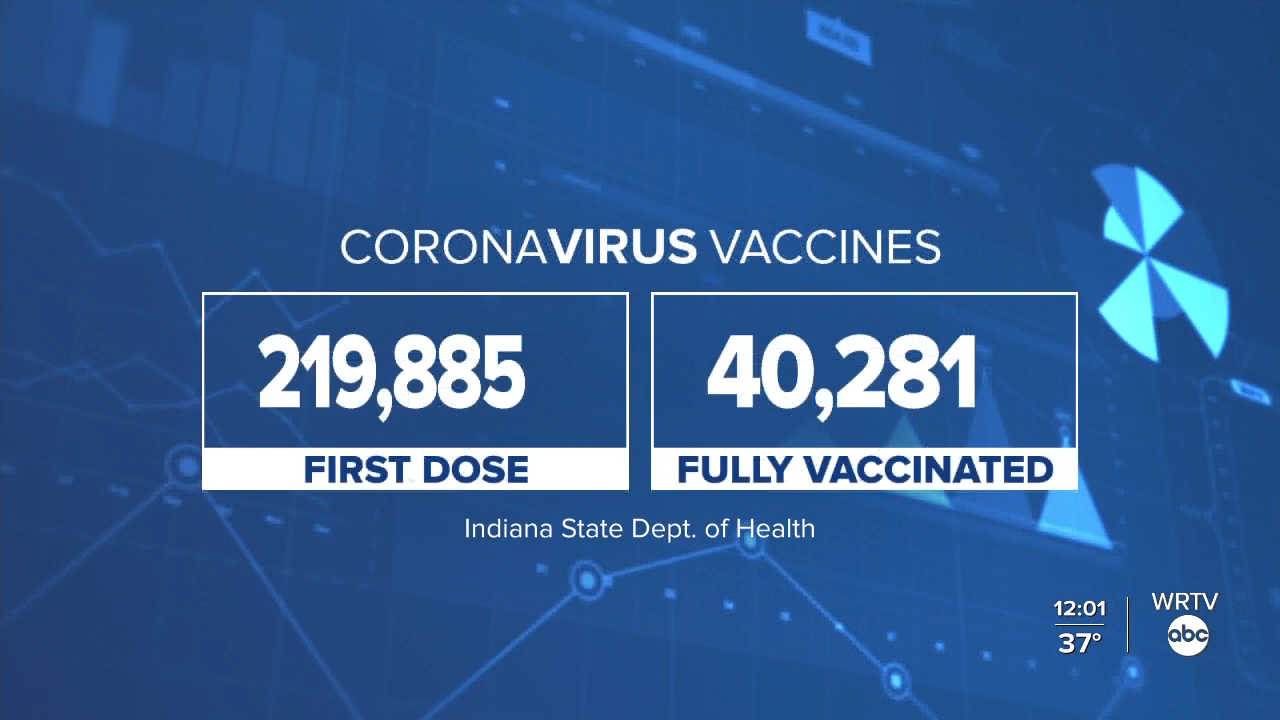 CORONAVIRUS VACCINES
219,885
FIRST DOSE
40,281
FULLY VACCINATED
Indiana State Dept. of Health
12:01
37°
WRTV
abc